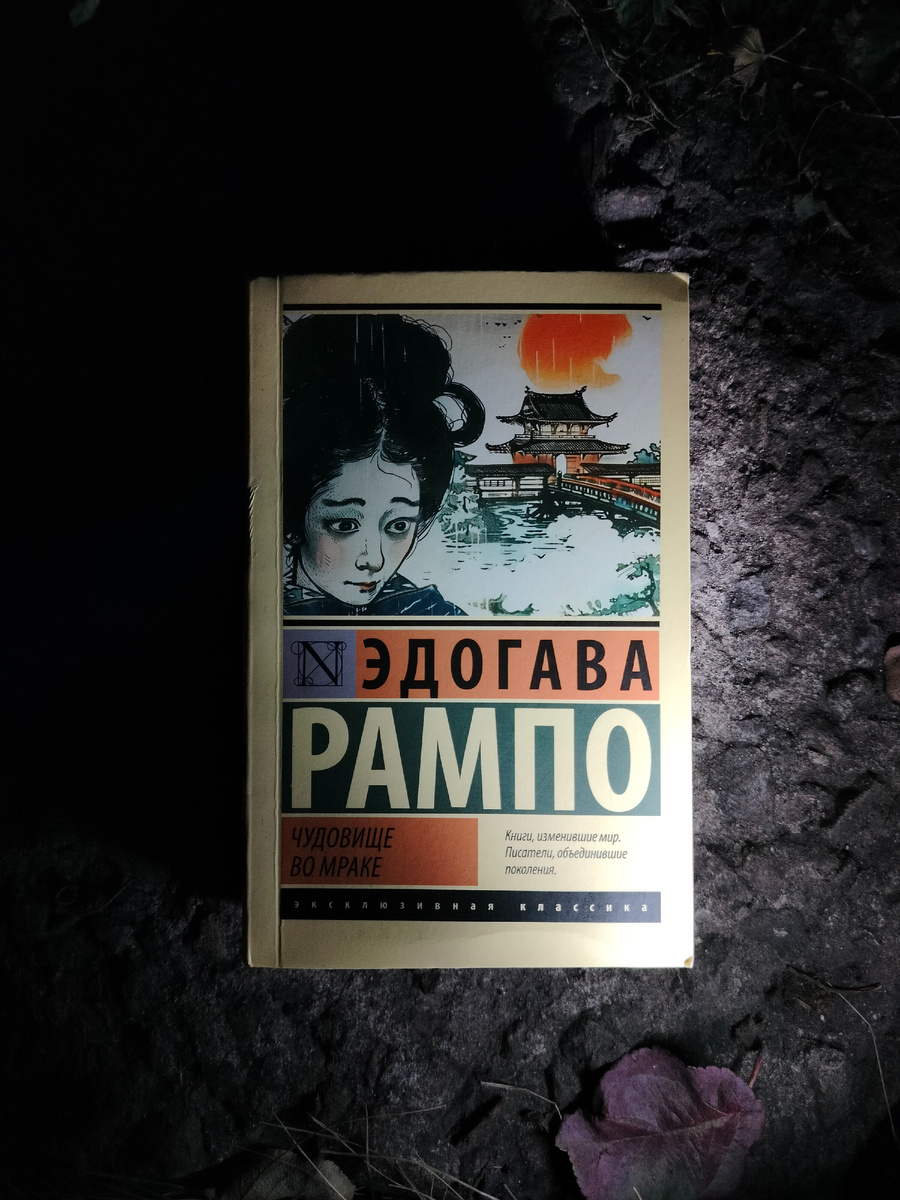 N ЭДОГАВА
РАМПО
ЧУДОВИЩЕ
ВО МРАКЕ
Книги, изменившие мир.
Писатели, объединившие
поколения.
эксклюзивная классика